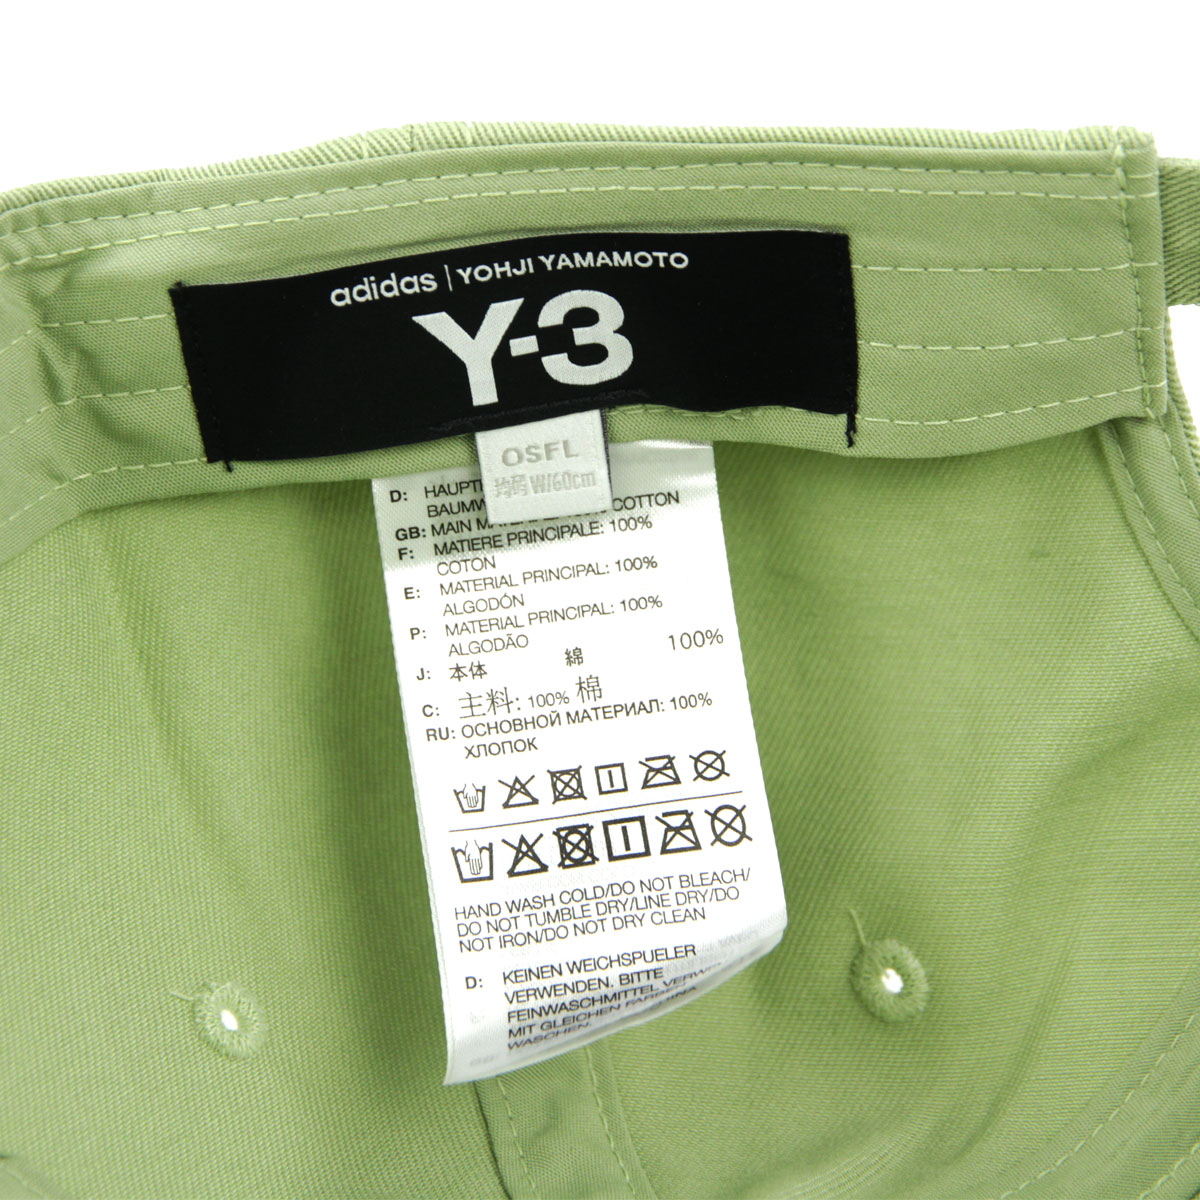 adidas | YOHJI YAMAMOTO
Y-3
OSFL
W/60cm
D: HAUPT
BAUMW
GB: MAIN COTTON
F: MATIERE PRINCIPALE: 100%
COTON
E: MATERIAL PRINCIPAL: 100%
ALGODÓN
P: MATERIAL PRINCIPAL: 100%
ALGODÃO
J: 本体 綿 100%
C: 主料: 100% 棉
RU: ОСНОВНОЙ МАТЕРИАЛ: 100%
ХЛОПОК
HAND WASH COLD/DO NOT BLEACH/
DO NOT TUMBLE DRY/LINE DRY/DO
NOT IRON/DO NOT DRY CLEAN
D: KEINEN WEICHSPUELER
VERWENDEN. BITTE
FEINWASCHMITTEL VERW
MIT GLEICHEN
WASCHEN.